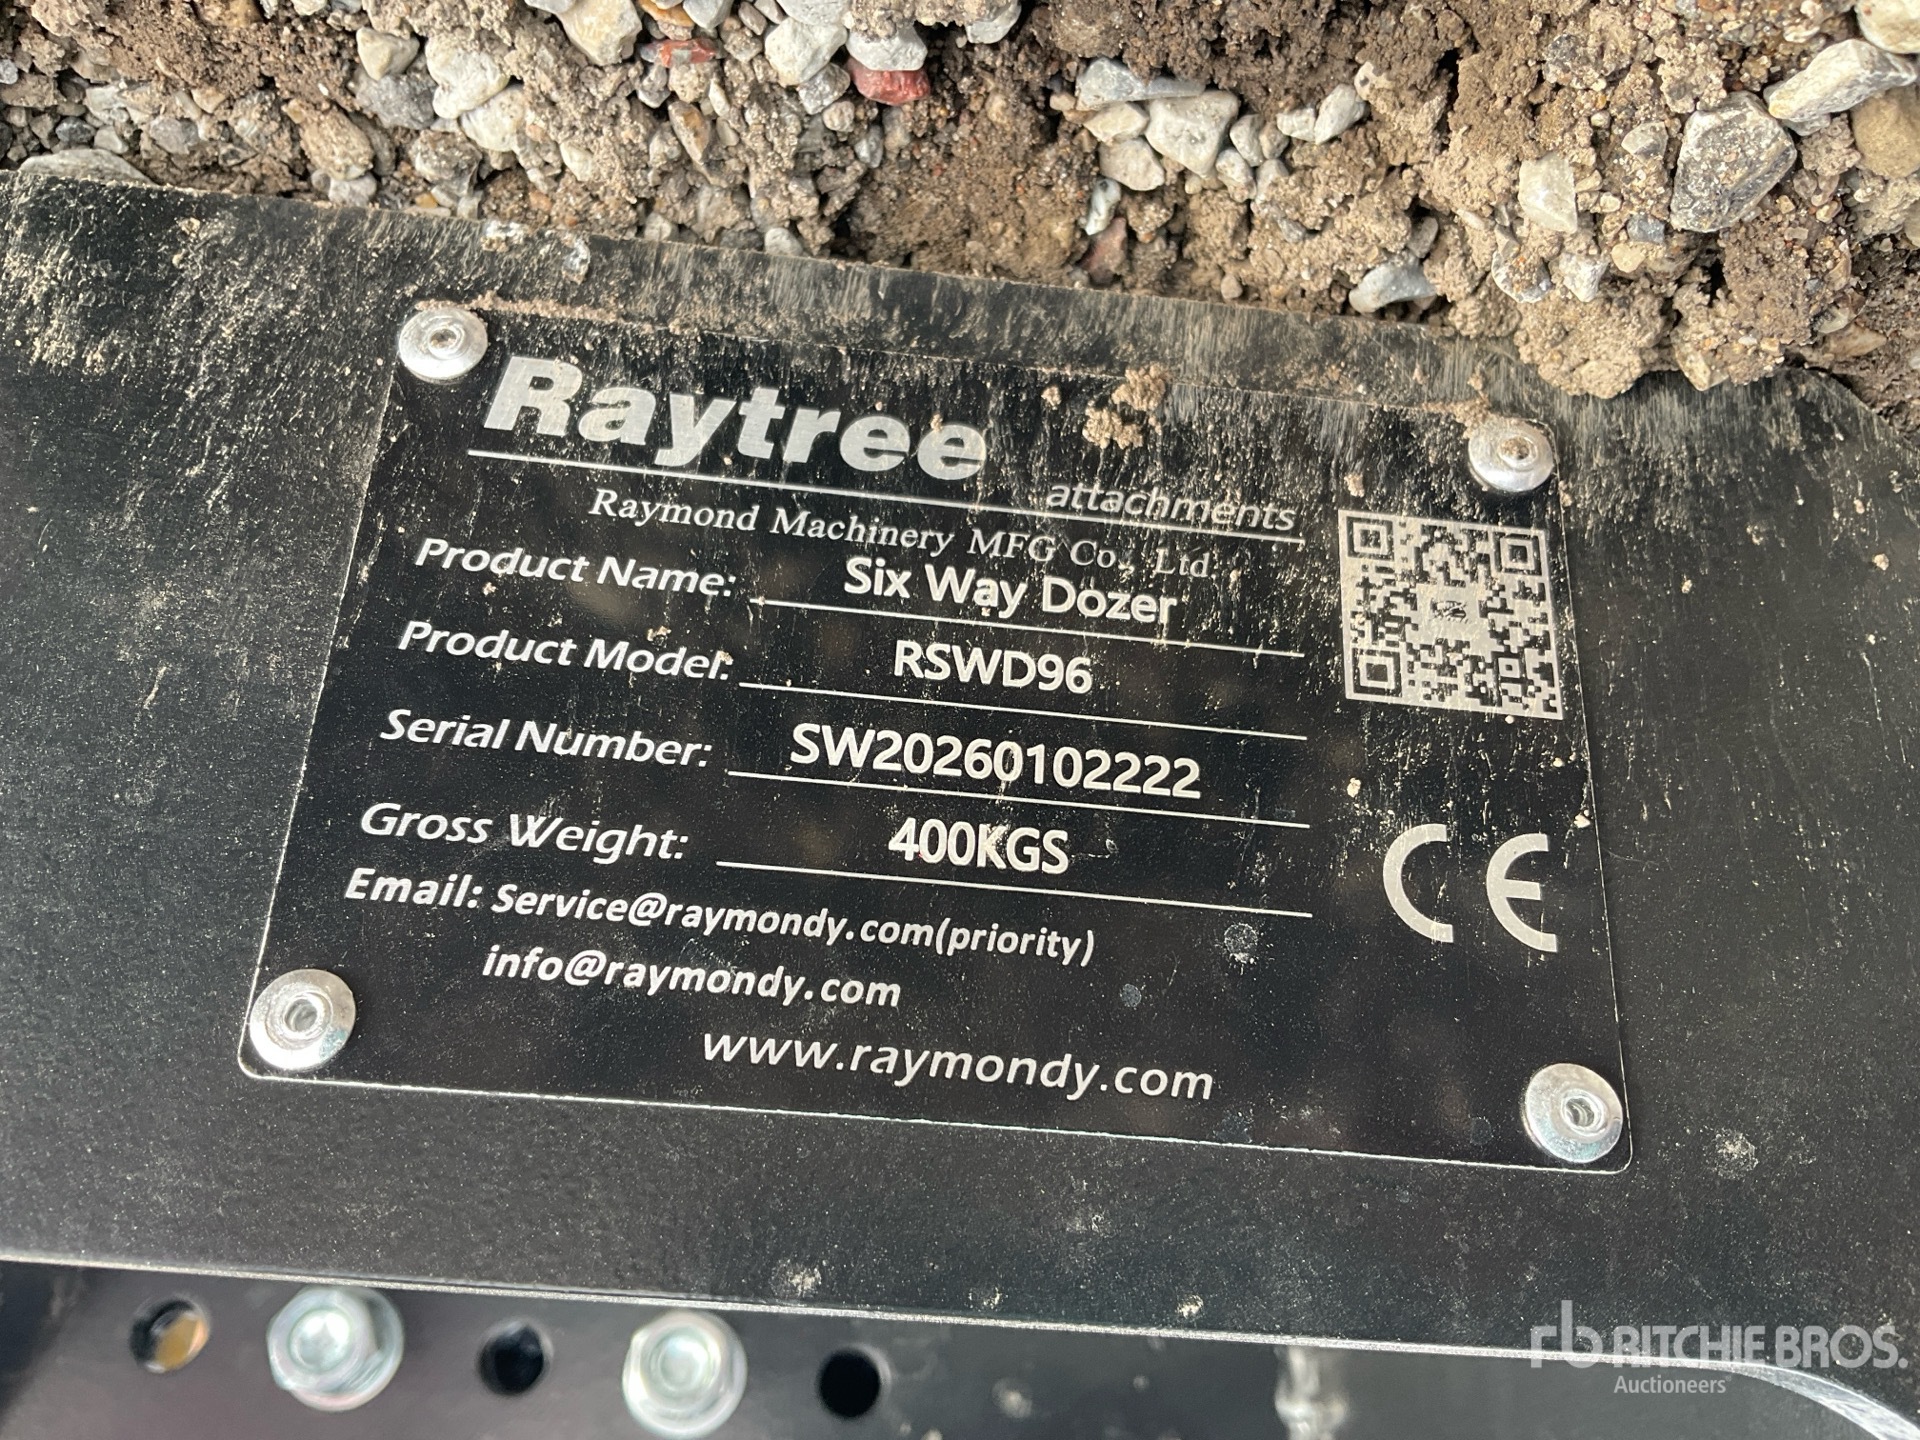 Raytree
attachments
Raymond Machinery MFG Co., Ltd.
Product Name: Six Way Dozer
Product Model: RSWD96
Serial Number: SW20260102222
Gross Weight: 400KGS
Email: Service@raymondy.com(priority)
info@raymondy.com
www.raymondy.com
CE
rb RITCHIE BROS.
Auctioneers